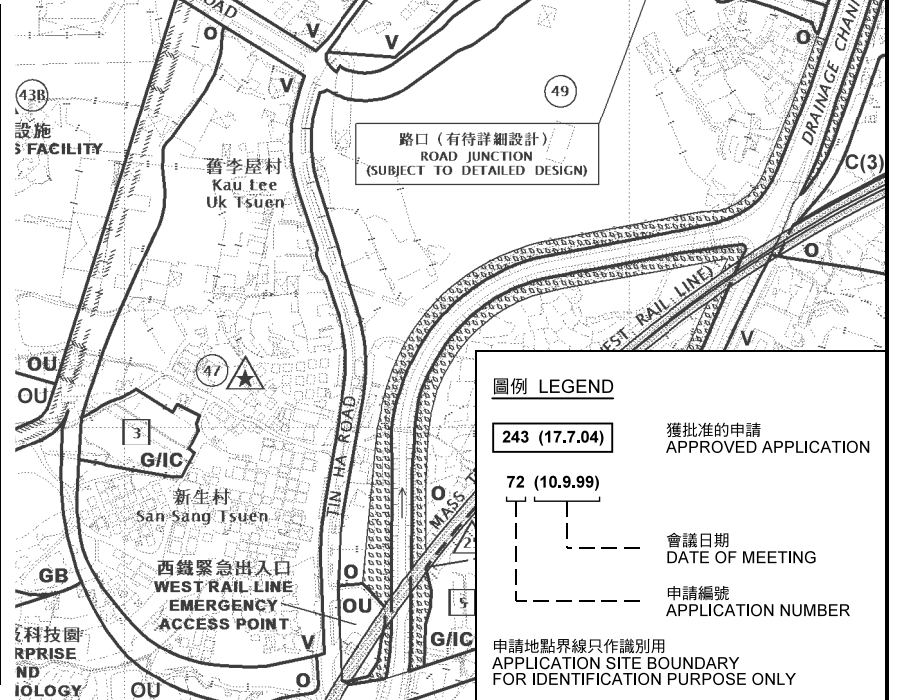 OAD
O
V
V
O
DRAINAGE CHAN
43B
V
49
設施
S FACILITY
路口（有待詳細設計）
ROAD JUNCTION
(SUBJECT TO DETAILED DESIGN)
舊李屋村
Kau Lee
Uk Tsuen
C(3)
O
EST RAIL LINE)
V
OU
OU
47
3
G/IC
TIN HA ROAD
新生村
San Sang Tsuen
O
MASS T
西鐵緊急出入口
WEST RAIL LINE
EMERGENCY
ACCESS POINT
GB
O
OU
5
G/IC
V
科技園
RPRISE
ND
IOLOGY
OU
O
圖例 LEGEND
243 (17.7.04)
獲批准的申請
APPROVED APPLICATION
72 (10.9.99)
會議日期
DATE OF MEETING
申請編號
APPLICATION NUMBER
申請地點界線只作識別用
APPLICATION SITE BOUNDARY
FOR IDENTIFICATION PURPOSE ONLY